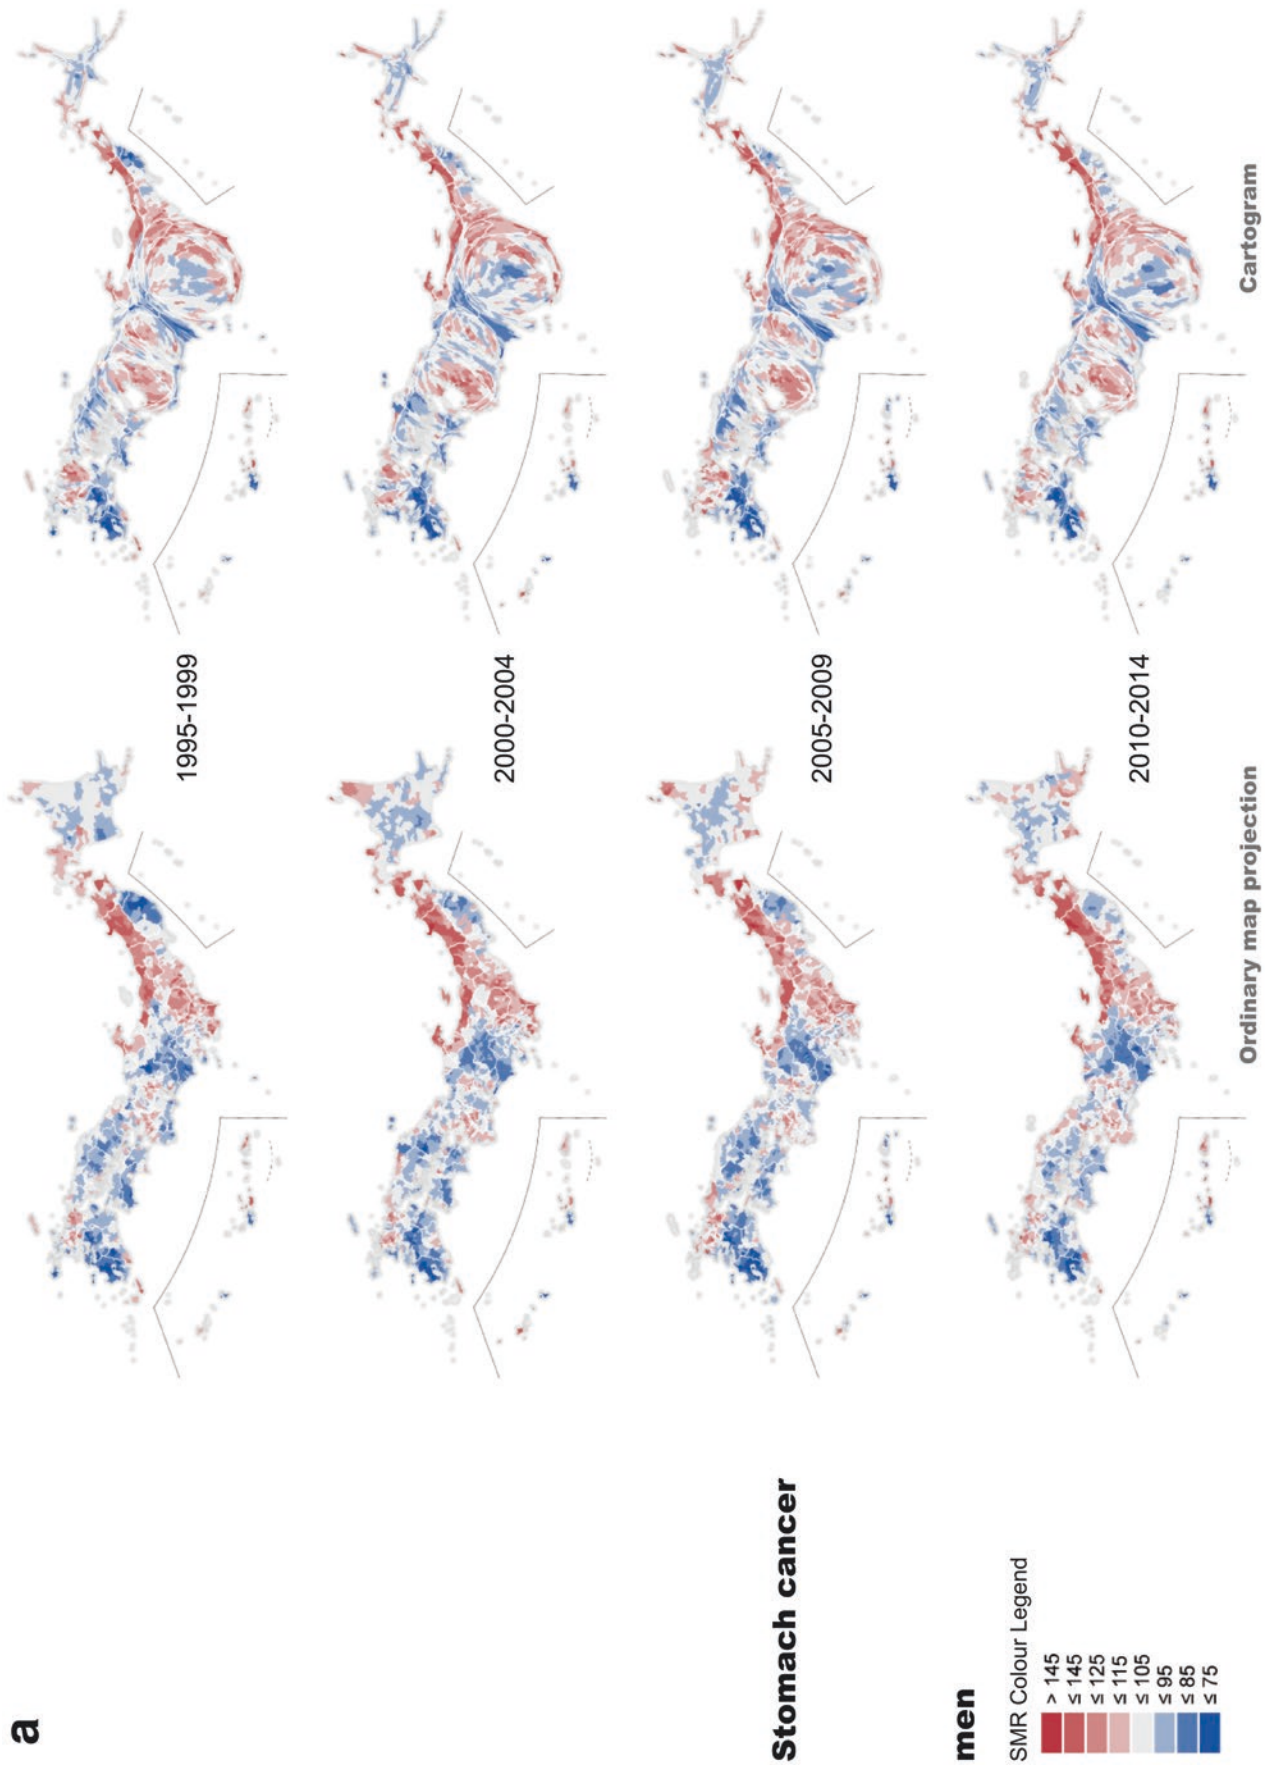 a
1995-1999
2000-2004
2005-2009
2010-2014
Stomach cancer
men
SMR Colour Legend
> 145
≤ 145
≤ 125
≤ 115
≤ 105
≤ 95
≤ 85
≤ 75
Ordinary map projection
Cartogram